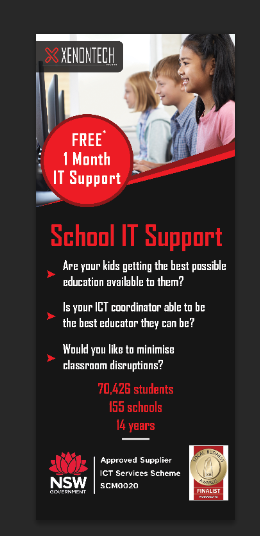 XENONTECH
FREE*
1 Month
IT Support
School IT Support
Are your kids getting the best possible
education available to them?
Is your ICT coordinator able to be
the best educator they can be?
Would you like to minimise
classroom disruptions?
70,426 students
155 schools
14 years
NSW
GOVERNMENT
Approved Supplier
ICT Services Scheme
SCM0020
FINALIST